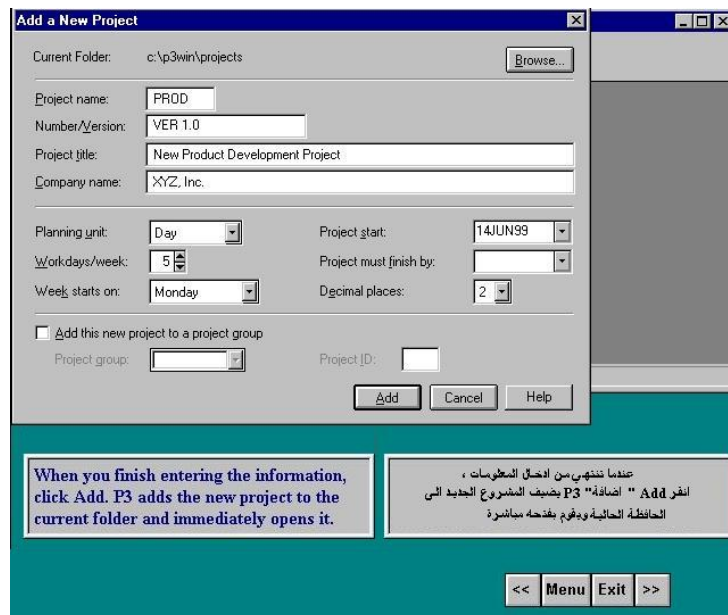 Add a New Project
Current Folder: c:\p3win\projects Browse...
Project name: PROD
Number/Version: VER 1.0
Project title: New Product Development Project
Company name: XYZ, Inc.
Planning unit: Day Project start: 14JUN99
Workdays/week: 5 Project must finish by:
Week starts on: Monday Decimal places: 2
Add this new project to a project group
Project group: Project ID:
Add Cancel Help
When you finish entering the information,
click Add. P3 adds the new project to the
current folder and immediately opens it.
عندما تنتهي من ادخال المعلومات ،
انقر Add " اضافة" P3 يضيف المشروع الجديد الى
الحافظة الحالية ويقوم بفتحه مباشرة
<< Menu Exit >>